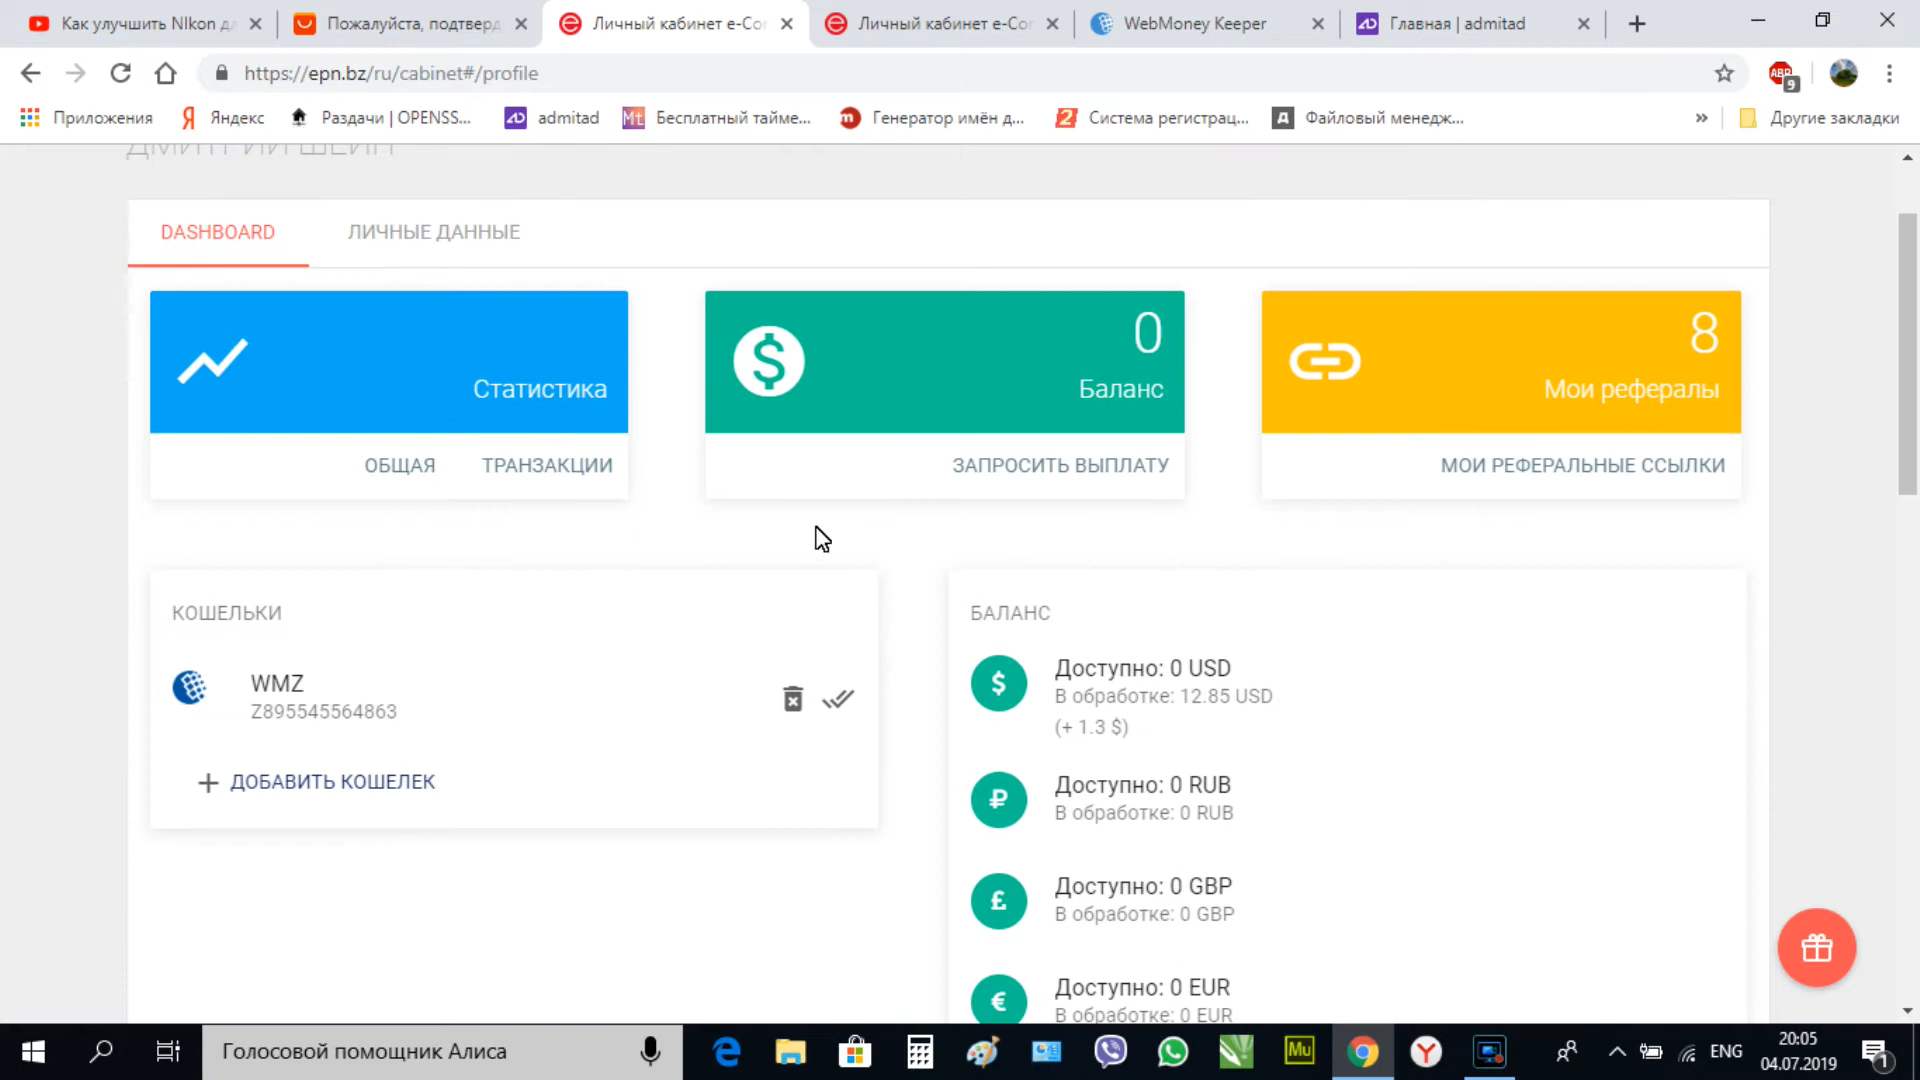 Как улучшить NIkon д
Пожалуйста, подтверд
Личный кабинет e-Co
Личный кабинет e-Co
WebMoney Keeper
Главная | admitad
https://epn.bz/ru/cabinet#/profile
ABP
9
Приложения
Яндекс
Раздачи | OPENSS...
admitad
Бесплатный тайме...
Генератор имён д...
Система регистрац...
Файловый менедж...
»
Другие закладки
DASHBOARD
ЛИЧНЫЕ ДАННЫЕ
Статистика
ОБЩАЯ
ТРАНЗАКЦИИ
0
Баланс
ЗАПРОСИТЬ ВЫПЛАТУ
8
Мои рефералы
МОИ РЕФЕРАЛЬНЫЕ ССЫЛКИ
КОШЕЛЬКИ
WMZ
Z895545564863
ДОБАВИТЬ КОШЕЛЕК
БАЛАНС
Доступно: 0 USD
В обработке: 12.85 USD
(+ 1.3 $)
Доступно: 0 RUB
В обработке: 0 RUB
Доступно: 0 GBP
В обработке: 0 GBP
Доступно: 0 EUR
В обработке: 0 EUR
Голосовой помощник Алиса
Mu
ENG
20:05
04.07.2019
1